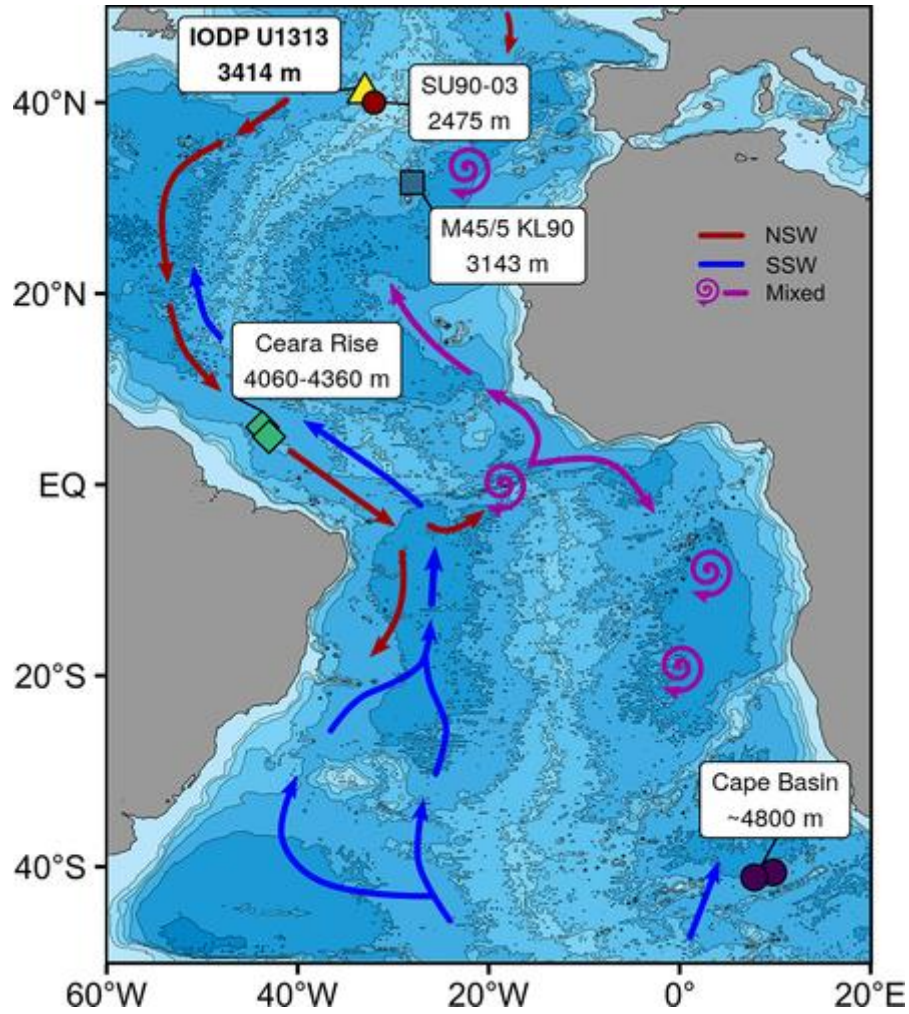 IODP U1313
3414 m
SU90-03
2475 m
M45/5 KL90
3143 m
NSW
SSW
Mixed
Ceara Rise
4060-4360 m
Cape Basin
~4800 m
40°N
20°N
EQ
20°S
40°S
60°W
40°W
20°W
0°
20°E